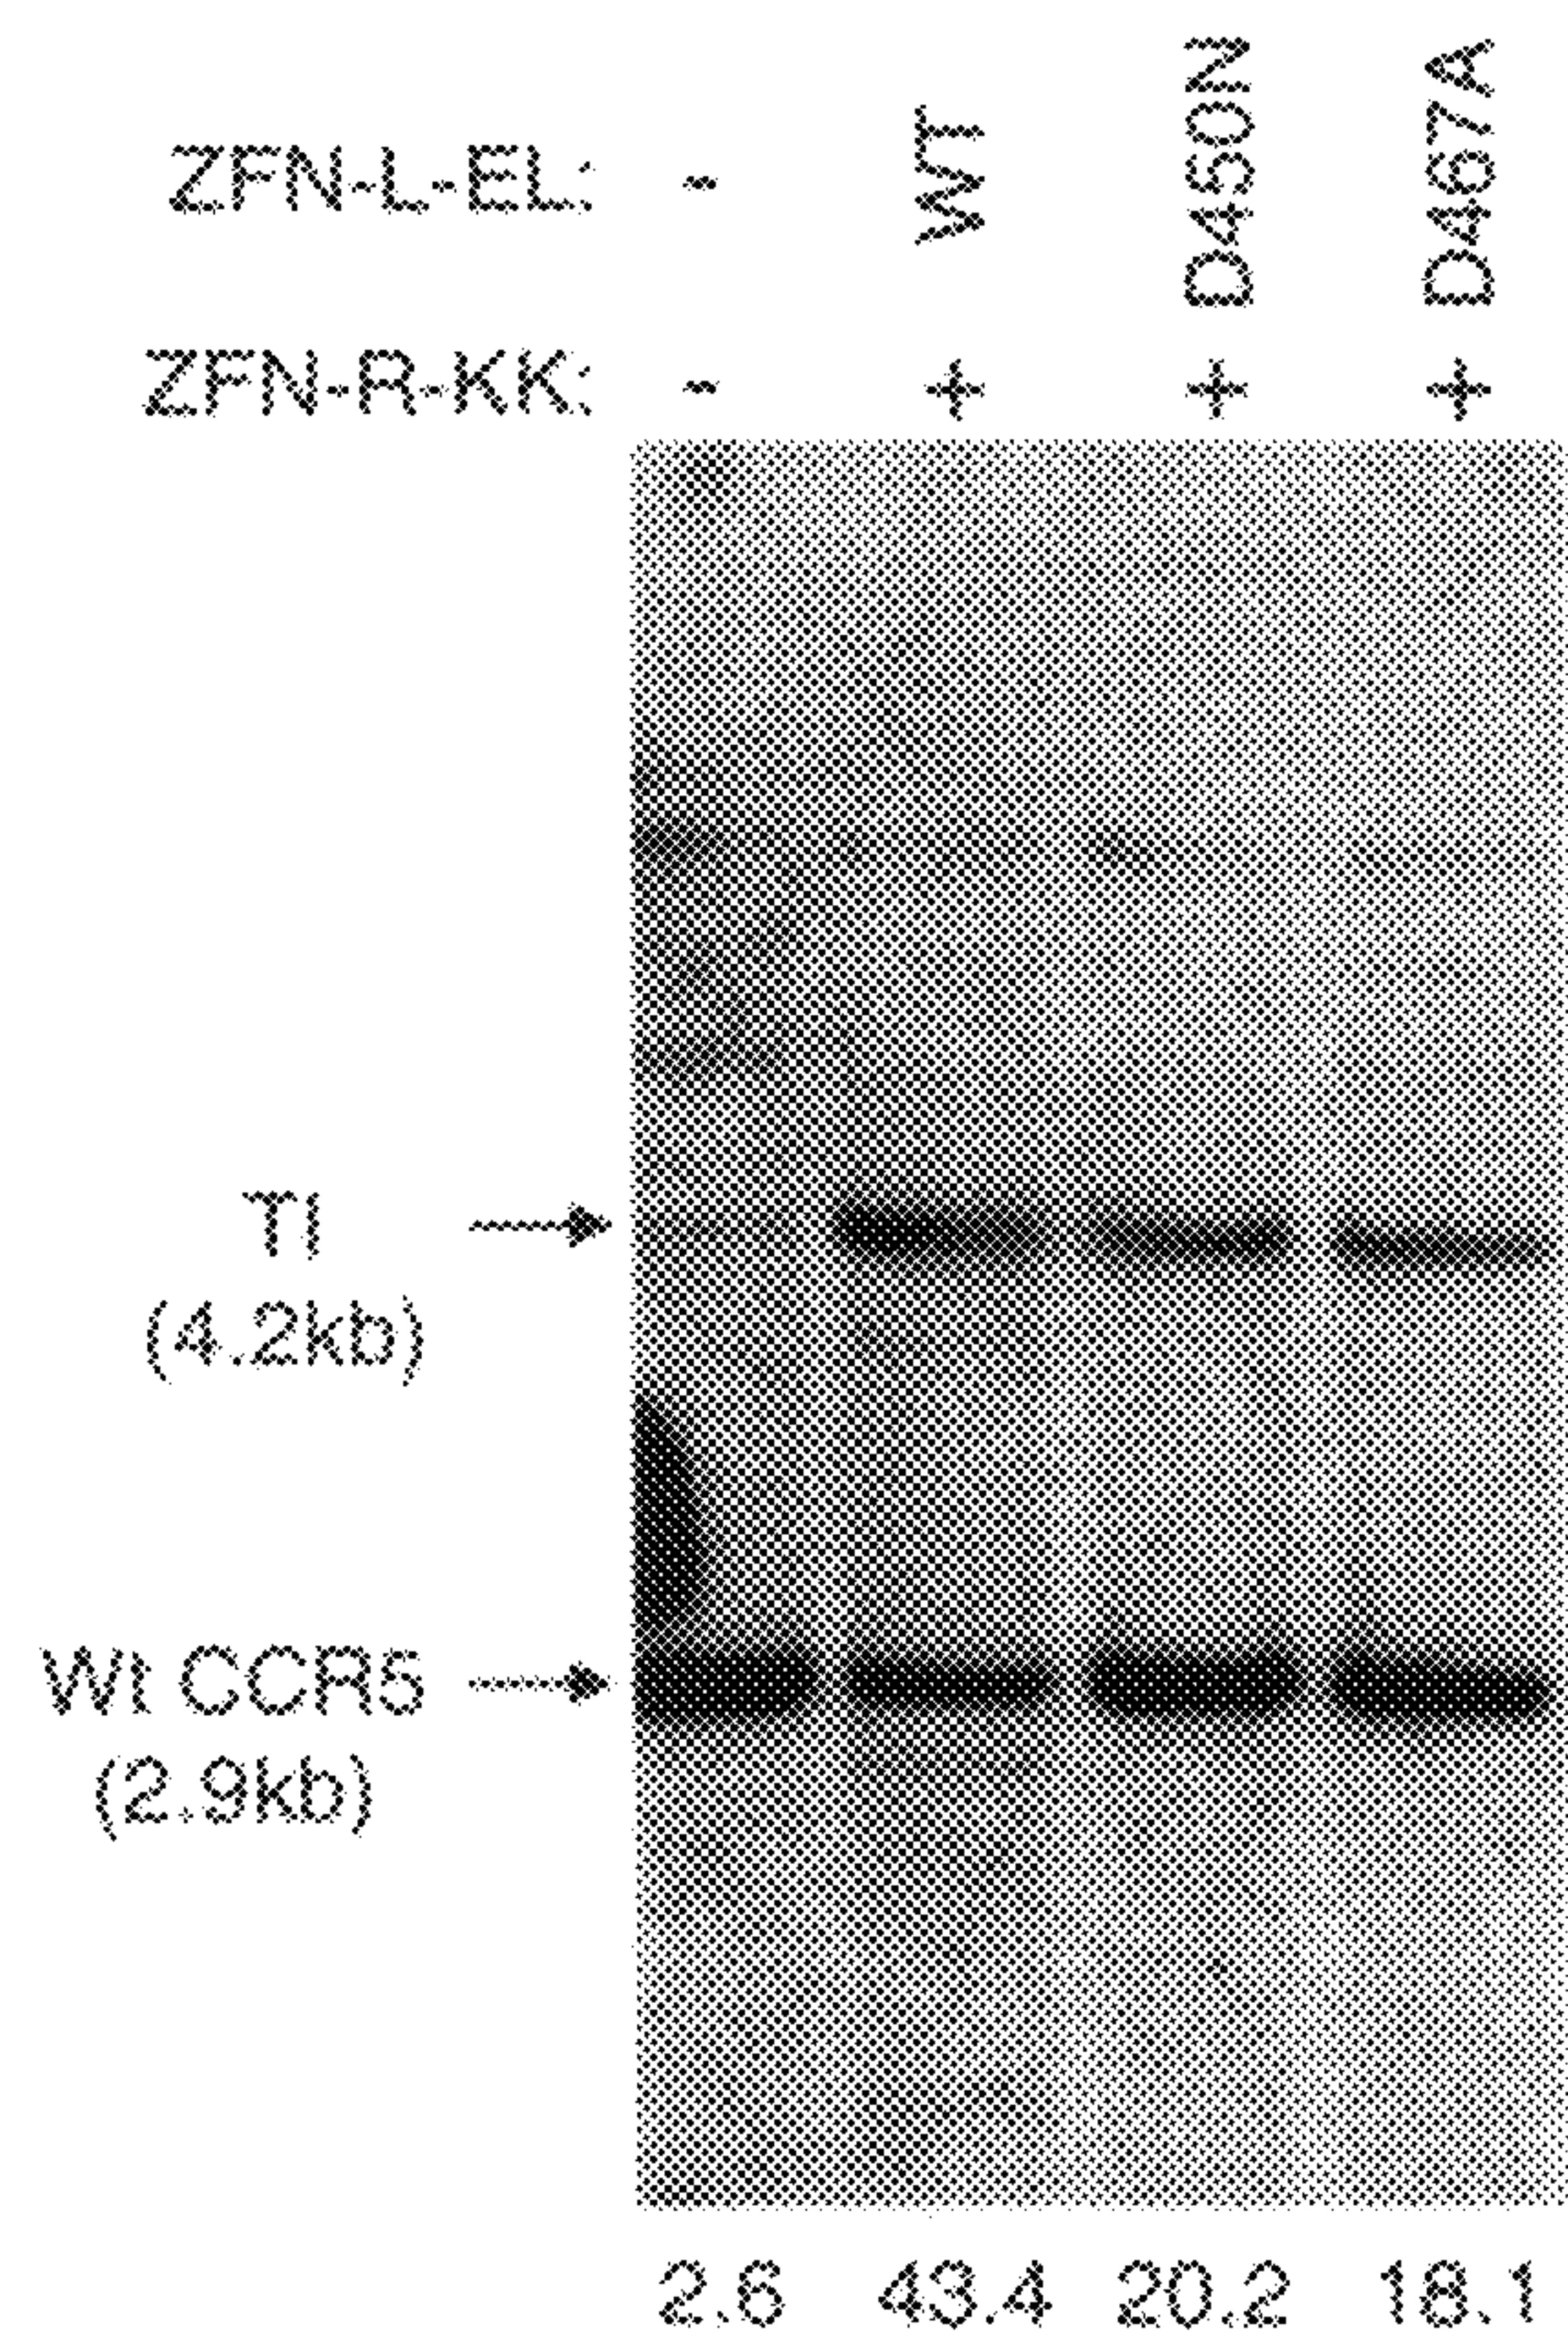 ZFN-L-EL: - WT D450N D467A
ZFN-R-KK: - + + +
TI
(4.2kb)
Wt CCR5
(2.9kb)
2.6 43.4 20.2 18.1